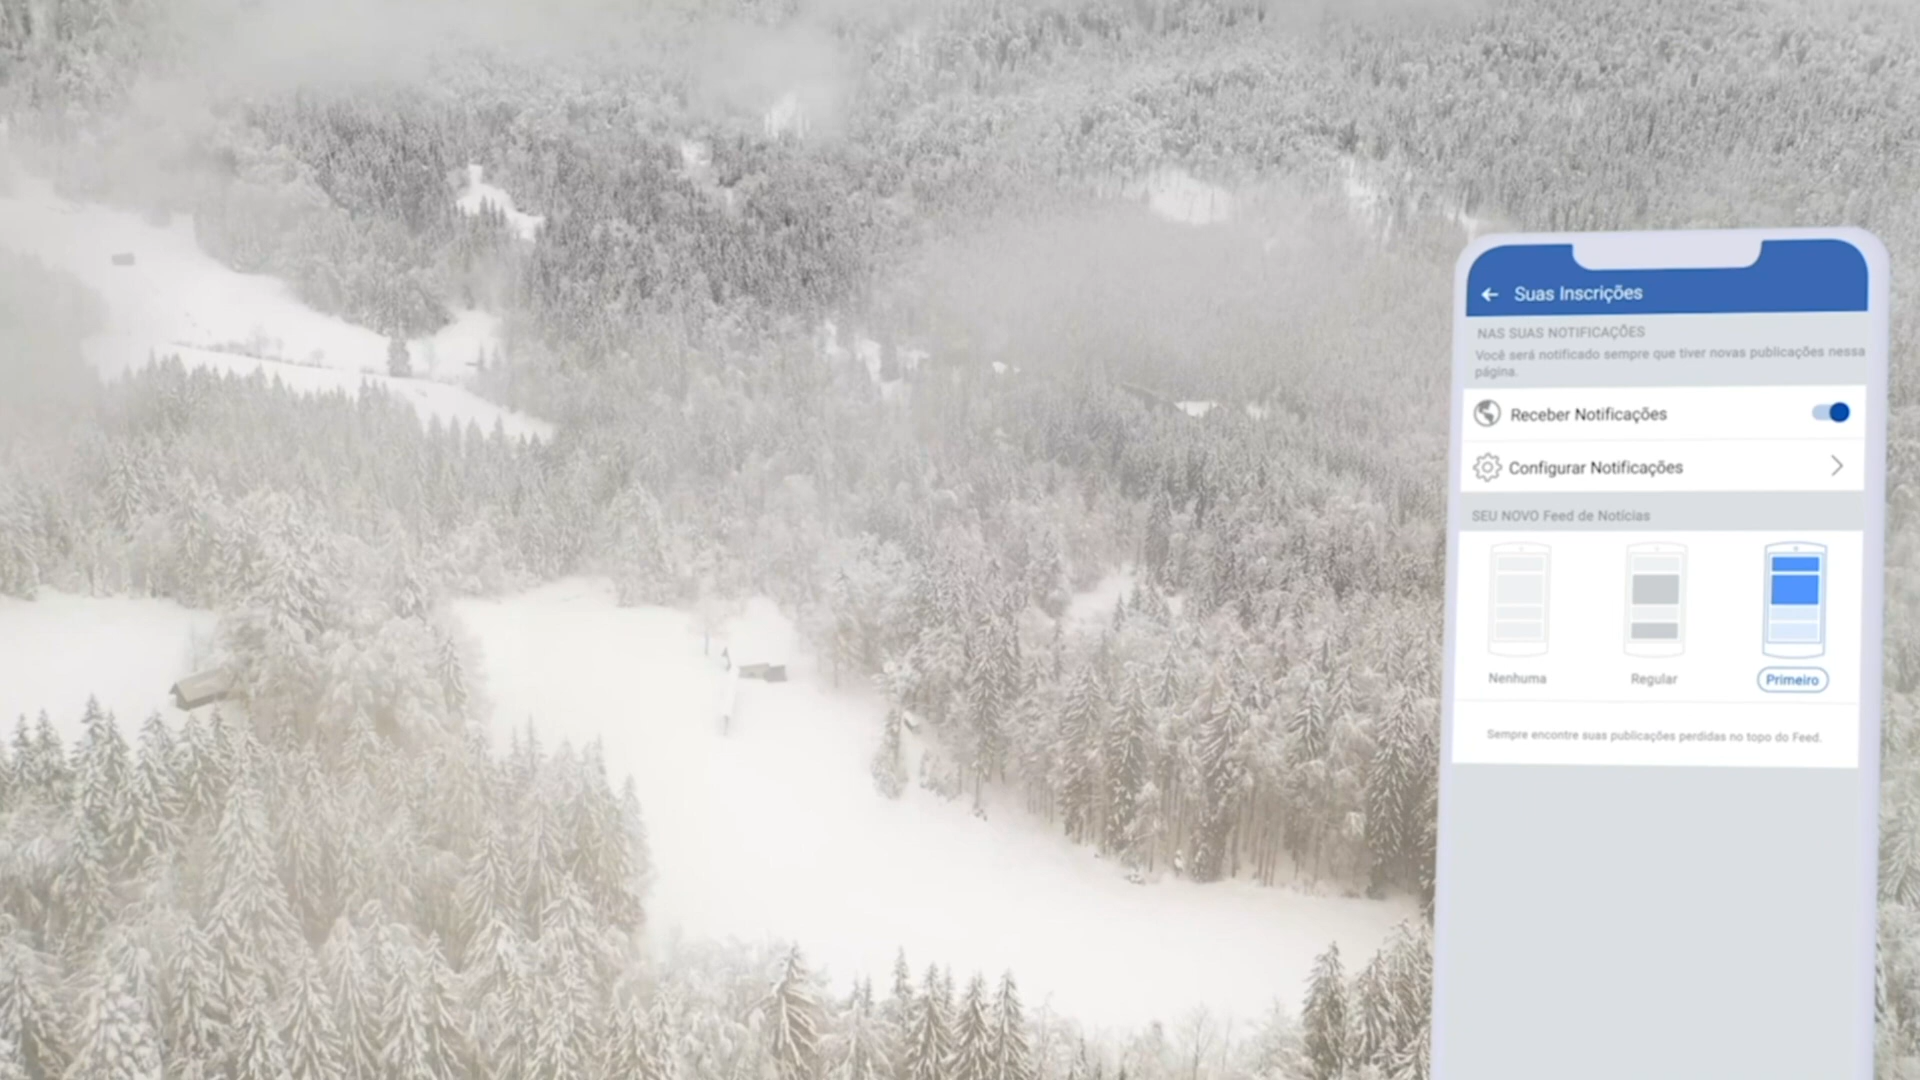 Suas Inscrições
NAS SUAS NOTIFICAÇÕES
Você será notificado sempre que tiver novas publicações nessa
página.
Receber Notificações
Configurar Notificações
SEU NOVO Feed de Notícias
Nenhuma
Regular
Primeiro
Sempre encontre suas publicações perdidas no topo do Feed.